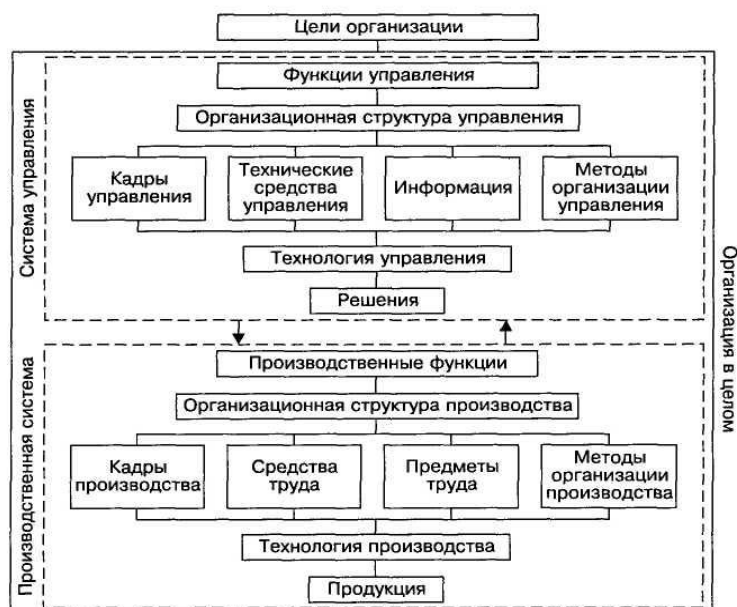 Цели организации
Система управления
Функции управления
Организационная структура управления
Кадры
управления
Технические
средства
управления
Информация
Методы
организации
управления
Технология управления
Решения
Организация в целом
Производственная система
Производственные функции
Организационная структура производства
Кадры
производства
Средства
труда
Предметы
труда
Методы
организации
производства
Технология производства
Продукция